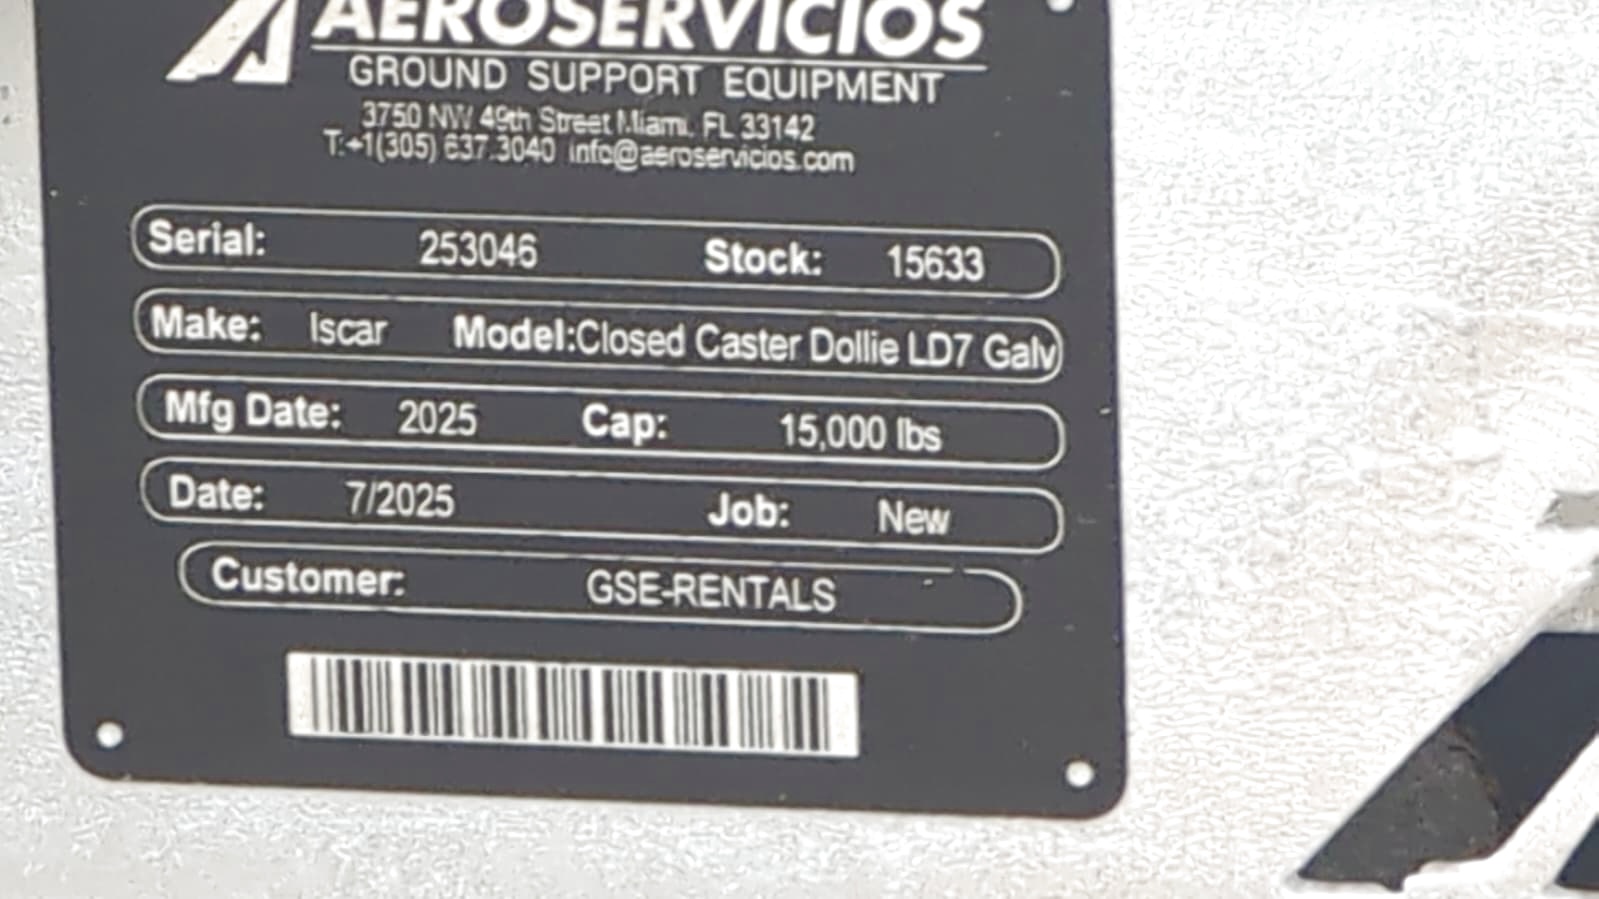 AEROSERVICIOS
GROUND SUPPORT EQUIPMENT
3750 NW 49th Street Miami, FL 33142
T:+1(305) 637.3040 info@aeroservicios.com
Serial: 253046 Stock: 15633
Make: Iscar Model:Closed Caster Dollie LD7 Galv
Mfg Date: 2025 Cap: 15,000 lbs
Date: 7/2025 Job: New
Customer: GSE-RENTALS